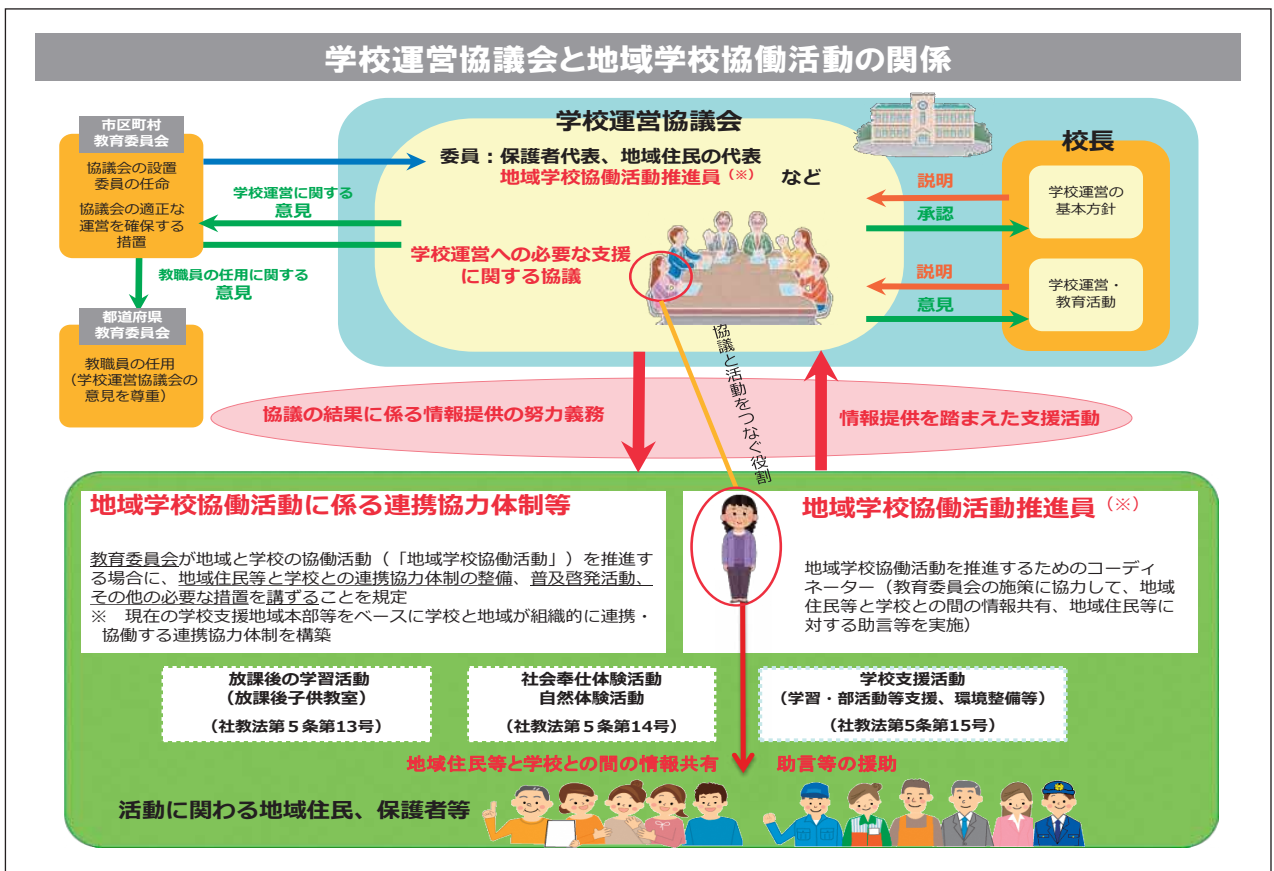 学校運営協議会と地域学校協働活動の関係
市区町村
教育委員会
協議会の設置
委員の任命
協議会の適正な
運営を確保する
措置
学校運営に関する
意見
教職員の任用に関する
意見
都道府県
教育委員会
教職員の任用
(学校運営協議会の
意見を尊重)
学校運営協議会
委員：保護者代表、地域住民の代表
地域学校協働活動推進員(※) など
学校運営への必要な支援
に関する協議
校長
説明
承認
学校運営の
基本方針
説明
意見
学校運営・
教育活動
協議と活動をつなぐ役割
協議の結果に係る情報提供の努力義務
情報提供を踏まえた支援活動
地域学校協働活動に係る連携協力体制等
教育委員会が地域と学校の協働活動（「地域学校協働活動」）を推進す
る場合に、地域住民等と学校との連携協力体制の整備、普及啓発活動、
その他の必要な措置を講ずることを規定
※　現在の学校支援地域本部等をベースに学校と地域が組織的に連携・
協働する連携協力体制を構築
地域学校協働活動推進員(※)
地域学校協働活動を推進するためのコーディ
ネーター（教育委員会の施策に協力して、地域
住民等と学校との間の情報共有、地域住民等に
対する助言等を実施）
放課後の学習活動
（放課後子供教室）
（社教法第５条第13号）
社会奉仕体験活動
自然体験活動
（社教法第５条第14号）
学校支援活動
（学習・部活動等支援、環境整備等）
（社教法第5条第15号）
地域住民等と学校との間の情報共有
助言等の援助
活動に関わる地域住民、保護者等